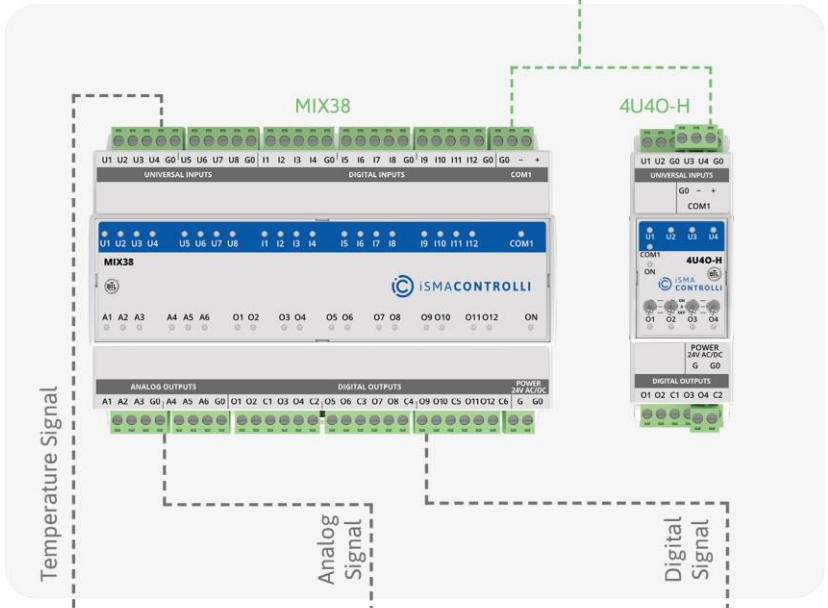 MIX38
4U4O-H
U1 U2 U3 U4 G0 U5 U6 U7 U8 G0 I1 I2 I3 I4 G0 I5 I6 I7 I8 G0 I9 I10 I11 I12 G0 G0 - +
UNIVERSAL INPUTS DIGITAL INPUTS COM1
U1 U2 U3 U4 U5 U6 U7 U8 I1 I2 I3 I4 I5 I6 I7 I8 I9 I10 I11 I12 COM1
MIX38
iSMACONTROLLI
A1 A2 A3 A4 A5 A6 O1 O2 O3 O4 O5 O6 O7 O8 O9 O10 O11 O12 ON
ANALOG OUTPUTS DIGITAL OUTPUTS POWER
24V AC/DC
A1 A2 A3 G0 A4 A5 A6 G0 O1 O2 C1 O3 O4 C2 O5 O6 C3 O7 O8 C4 O9 O10 C5 O11 O12 C6 G G0
U1 U2 G0 U3 U4 G0
UNIVERSAL INPUTS
G0 - +
COM1
U1 U2 U3 U4
COM1
4U4O-H
ON
iSMA
CONTROLLI
ON
A
OFF
O1 O2 O3 O4
POWER
24V AC/DC
G G0
DIGITAL OUTPUTS
O1 O2 C1 O3 O4 C2
Temperature Signal
Analog
Signal
Digital
Signal